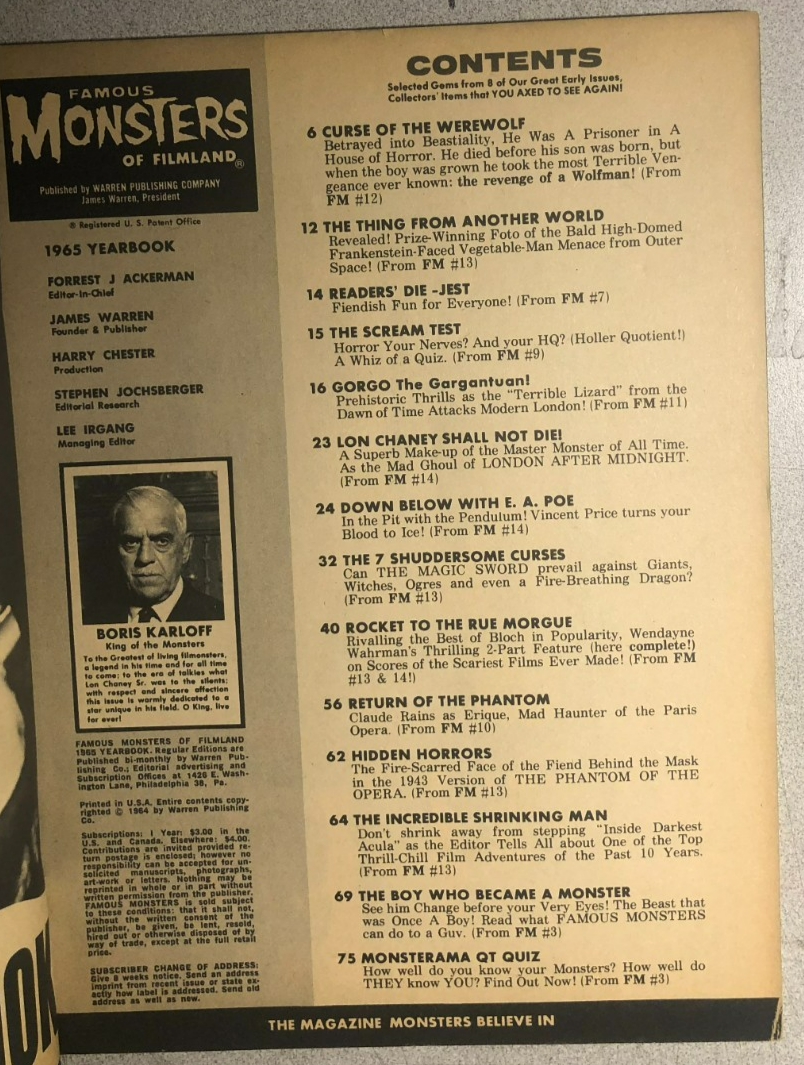 FAMOUS
MONSTERS
OF FILMLAND®
Published by WARREN PUBLISHING COMPANY
James Warren, President
® Registered U. S. Patent Office
1965 YEARBOOK
FORREST J ACKERMAN
Editor-In-Chief
JAMES WARREN
Founder & Publisher
HARRY CHESTER
Production
STEPHEN JOCHSBERGER
Editorial Research
LEE IRGANG
Managing Editor
BORIS KARLOFF
King of the Monsters
To the Greatest of living filmonsters,
a legend in his time and for all time
to come; to the era of talkies what
Lon Chaney Sr. was to the silents;
with respect and sincere affection
this issue is warmly dedicated to a
star unique in his field. O King, live
for ever!
FAMOUS MONSTERS OF FILMLAND
1965 YEARBOOK. Regular Editions are
Published bi-monthly by Warren Pub-
lishing Co.; Editorial advertising and
Subscription Offices at 1426 E. Wash-
ington Lane, Philadelphia 38, Pa.
Printed in U.S.A. Entire contents copy-
righted © 1964 by Warren Publishing
Co.
Subscriptions: 1 Year: $3.00 in the
U.S. and Canada. Elsewhere: $4.00.
Contributions are invited provided re-
turn postage is enclosed; however no
responsibility can be accepted for un-
solicited manuscripts, photographs,
art-work or letters. Nothing may be
reprinted in whole or in part without
written permission from the publisher.
FAMOUS MONSTERS is sold subject
to these conditions: that it shall not,
without the written consent of the
publisher, be given, be lent, resold,
hired out or otherwise disposed of by
way of trade, except at the full retail
price.
SUBSCRIBER CHANGE OF ADDRESS:
Give 8 weeks notice. Send an address
imprint from recent issue or state ex-
actly how label is addressed. Send old
address as well as new.
CONTENTS
Selected Gems from 8 of Our Great Early Issues,
Collectors' Items that YOU AXED TO SEE AGAIN!
6 CURSE OF THE WEREWOLF
Betrayed into Beastiality, He Was A Prisoner in A
House of Horror. He died before his son was born, but
when the boy was grown he took the most Terrible Ven-
geance ever known: the revenge of a Wolfman! (From
FM #12)
12 THE THING FROM ANOTHER WORLD
Revealed! Prize-Winning Foto of the Bald High-Domed
Frankenstein-Faced Vegetable-Man Menace from Outer
Space! (From FM #13)
14 READERS' DIE -JEST
Fiendish Fun for Everyone! (From FM #7)
15 THE SCREAM TEST
Horror Your Nerves? And your HQ? (Holler Quotient!)
A Whiz of a Quiz. (From FM #9)
16 GORGO The Gargantuan!
Prehistoric Thrills as the "Terrible Lizard" from the
Dawn of Time Attacks Modern London! (From FM #11)
23 LON CHANEY SHALL NOT DIE!
A Superb Make-up of the Master Monster of All Time.
As the Mad Ghoul of LONDON AFTER MIDNIGHT.
(From FM #14)
24 DOWN BELOW WITH E. A. POE
In the Pit with the Pendulum! Vincent Price turns your
Blood to Ice! (From FM #14)
32 THE 7 SHUDDERSOME CURSES
Can THE MAGIC SWORD prevail against Giants,
Witches, Ogres and even a Fire-Breathing Dragon?
(From FM #13)
40 ROCKET TO THE RUE MORGUE
Rivalling the Best of Bloch in Popularity, Wendayne
Wahrman's Thrilling 2-Part Feature (here complete!)
on Scores of the Scariest Films Ever Made! (From FM
#13 & 14!)
56 RETURN OF THE PHANTOM
Claude Rains as Erique, Mad Haunter of the Paris
Opera. (From FM #10)
62 HIDDEN HORRORS
The Fire-Scarred Face of the Fiend Behind the Mask
in the 1943 Version of THE PHANTOM OF THE
OPERA. (From FM #13)
64 THE INCREDIBLE SHRINKING MAN
Don't shrink away from stepping "Inside Darkest
Acula" as the Editor Tells All about One of the Top
Thrill-Chill Film Adventures of the Past 10 Years.
(From FM #13)
69 THE BOY WHO BECAME A MONSTER
See him Change before your Very Eyes! The Beast that
was Once A Boy! Read what FAMOUS MONSTERS
can do to a Guy. (From FM #3)
75 MONSTERAMA QT QUIZ
How well do you know your Monsters? How well do
THEY know YOU? Find Out Now! (From FM #3)
THE MAGAZINE MONSTERS BELIEVE IN